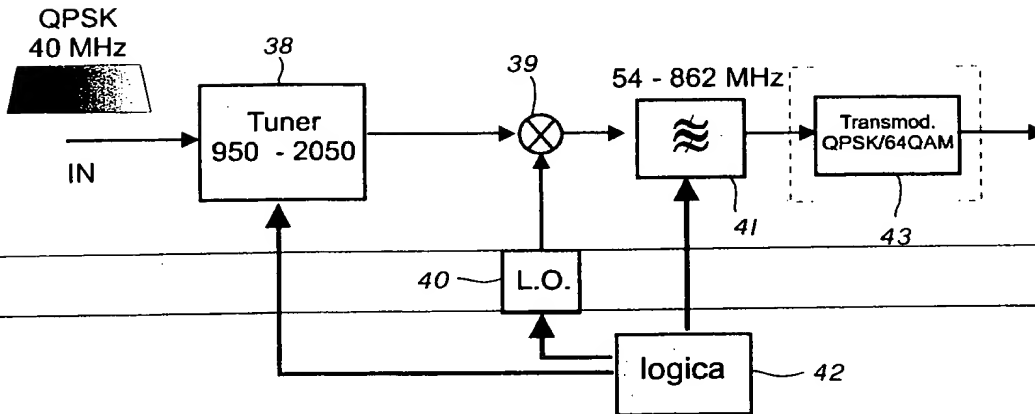 QPSK
40 MHz
IN
38
Tuner
950 - 2050
39
54 - 862 MHz
41
Transmod.
QPSK/64QAM
43
40
L.O.
logica
42